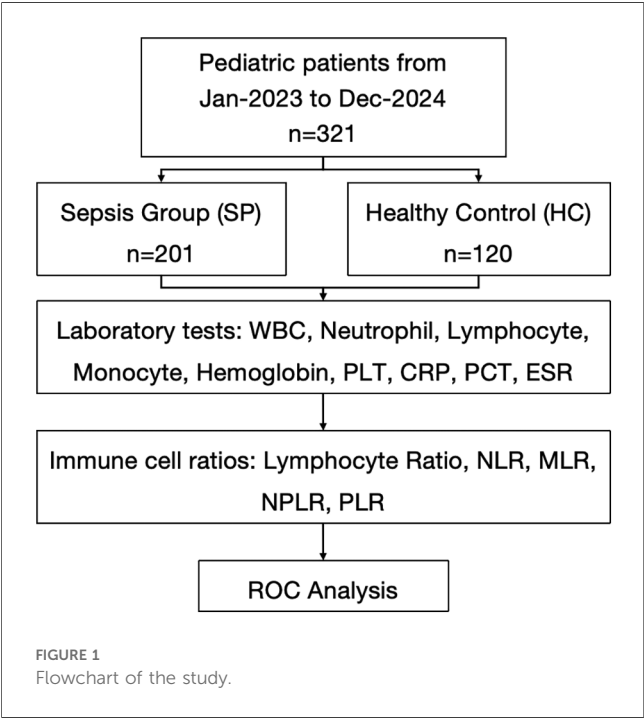 Pediatric patients from
Jan-2023 to Dec-2024
n=321
Sepsis Group (SP)
n=201
Healthy Control (HC)
n=120
Laboratory tests: WBC, Neutrophil, Lymphocyte,
Monocyte, Hemoglobin, PLT, CRP, PCT, ESR
Immune cell ratios: Lymphocyte Ratio, NLR, MLR,
NPLR, PLR
ROC Analysis
FIGURE 1
Flowchart of the study.